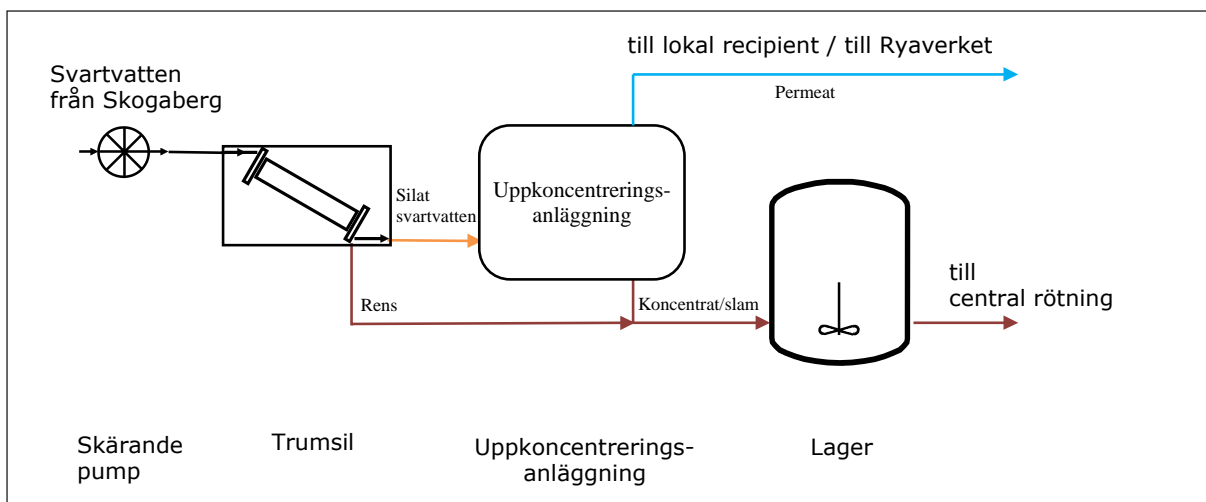 till lokal recipient / till Ryaverket
Permeat
Svartvatten
från Skogaberg
Silat
svartvatten
Uppkoncentrerings-
anläggning
Rens
Koncentrat/slam
till
central rötning
Skärande
pump
Trumsil
Uppkoncentrerings-
anläggning
Lager